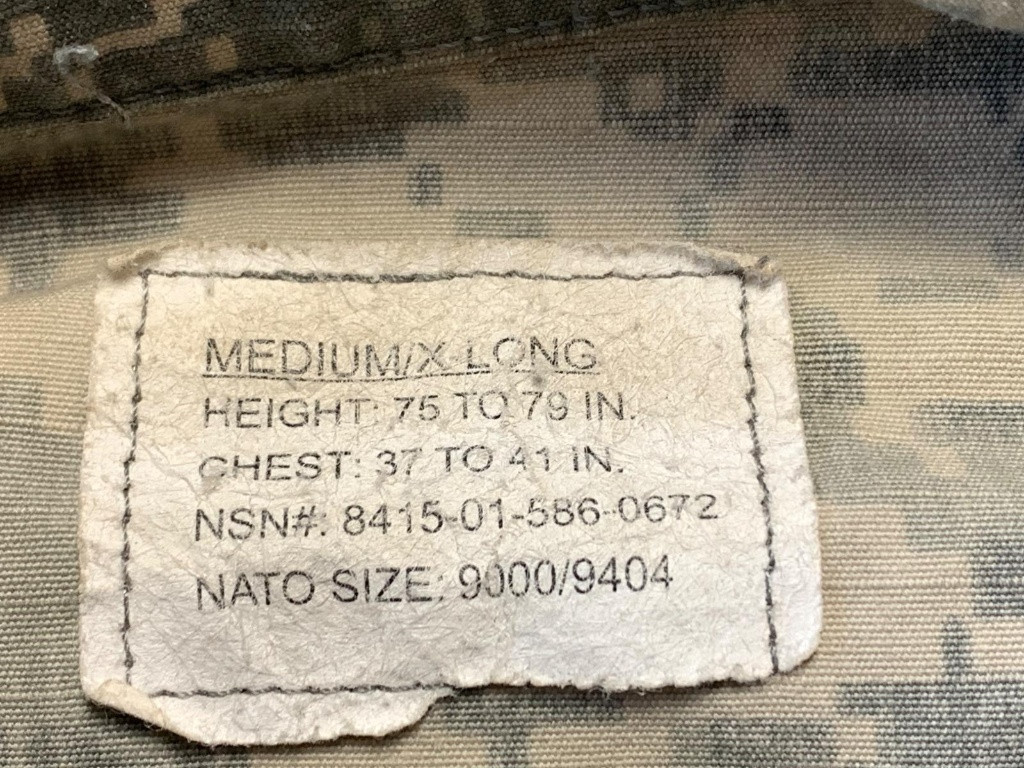 MEDIUM/X-LONG
HEIGHT: 75 TO 79 IN.
CHEST: 37 TO 41 IN.
NSN#: 8415-01-586-0672
NATO SIZE: 9000/9404